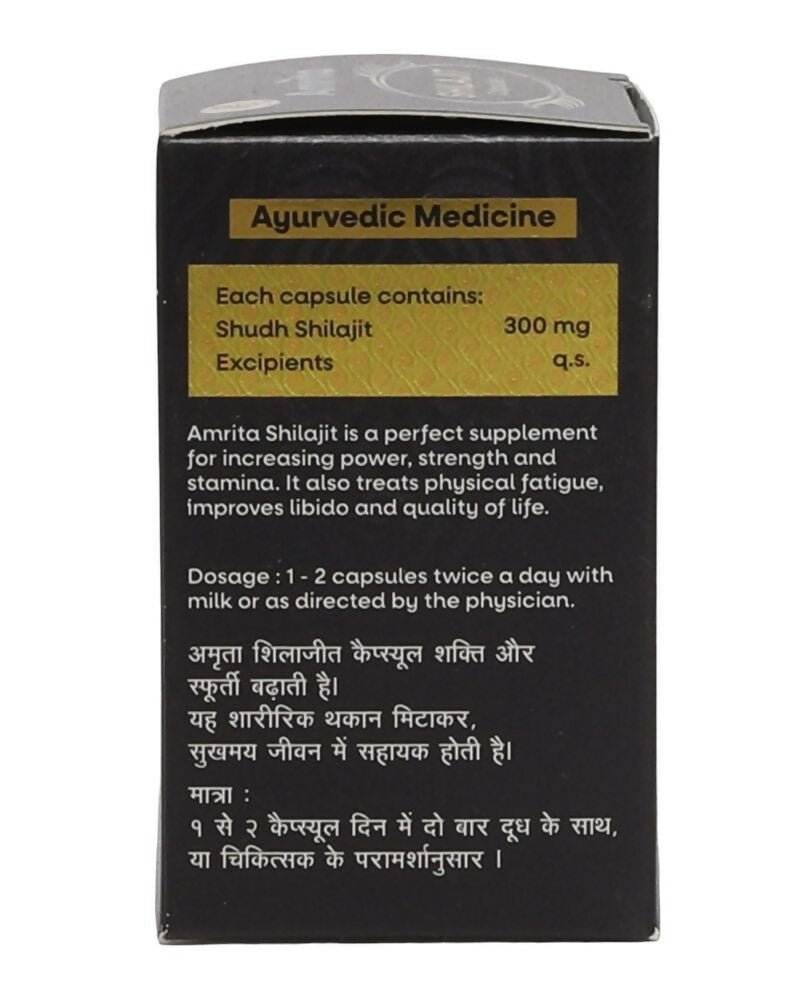 Ayurvedic Medicine
Each capsule contains:
Shudh Shilajit 300 mg
Excipients q.s.
Amrita Shilajit is a perfect supplement
for increasing power, strength and
stamina. It also treats physical fatigue,
improves libido and quality of life.
Dosage : 1 - 2 capsules twice a day with
milk or as directed by the physician.
अमृता शिलाजीत कैप्स्यूल शक्ति और
स्फूर्ती बढ़ाती है।
यह शारीरिक थकान मिटाकर,
सुखमय जीवन में सहायक होती है।
मात्रा :
१ से २ कैप्स्यूल दिन में दो बार दूध के साथ,
या चिकित्सक के परामर्शानुसार ।